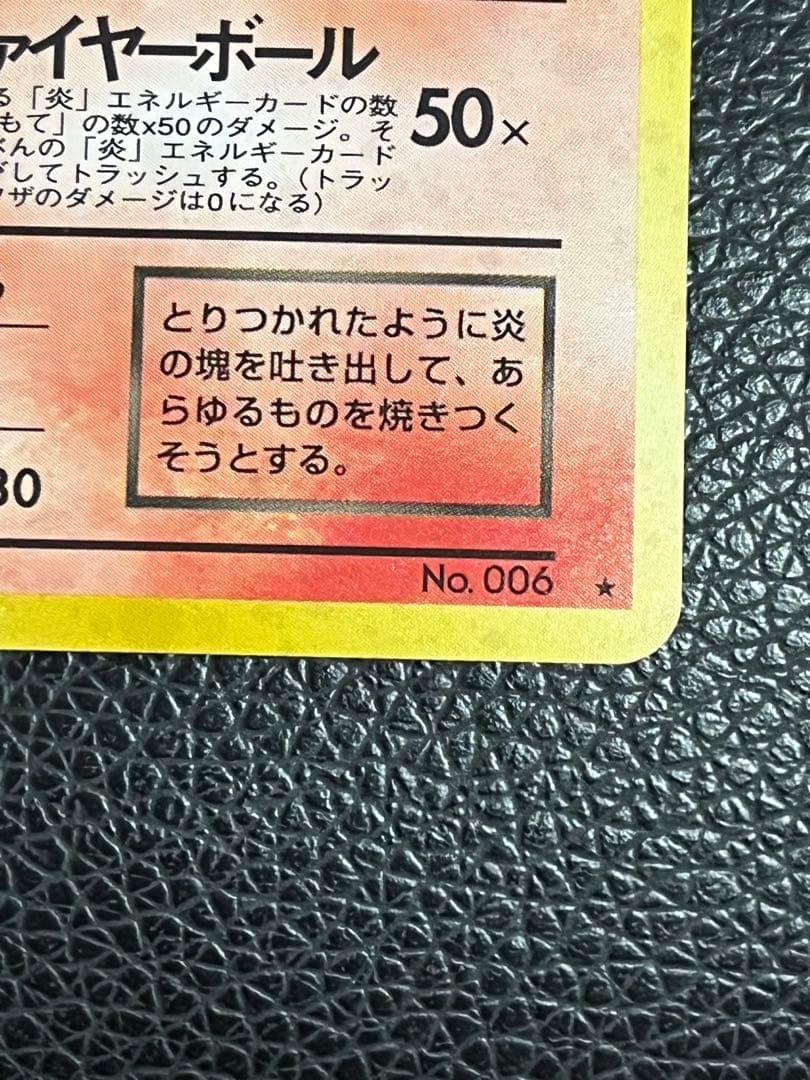 ァイヤーボール
る「炎」エネルギーカードの数
もて」の数x50のダメージ。そ
50×
ぶんの「炎」エネルギーカード
してトラッシュする。(トラッ
ワザのダメージは0になる)
とりつかれたように炎
の塊を吐き出して、あ
らゆるものを焼きつく
そうとする。
80
No. 006 ★